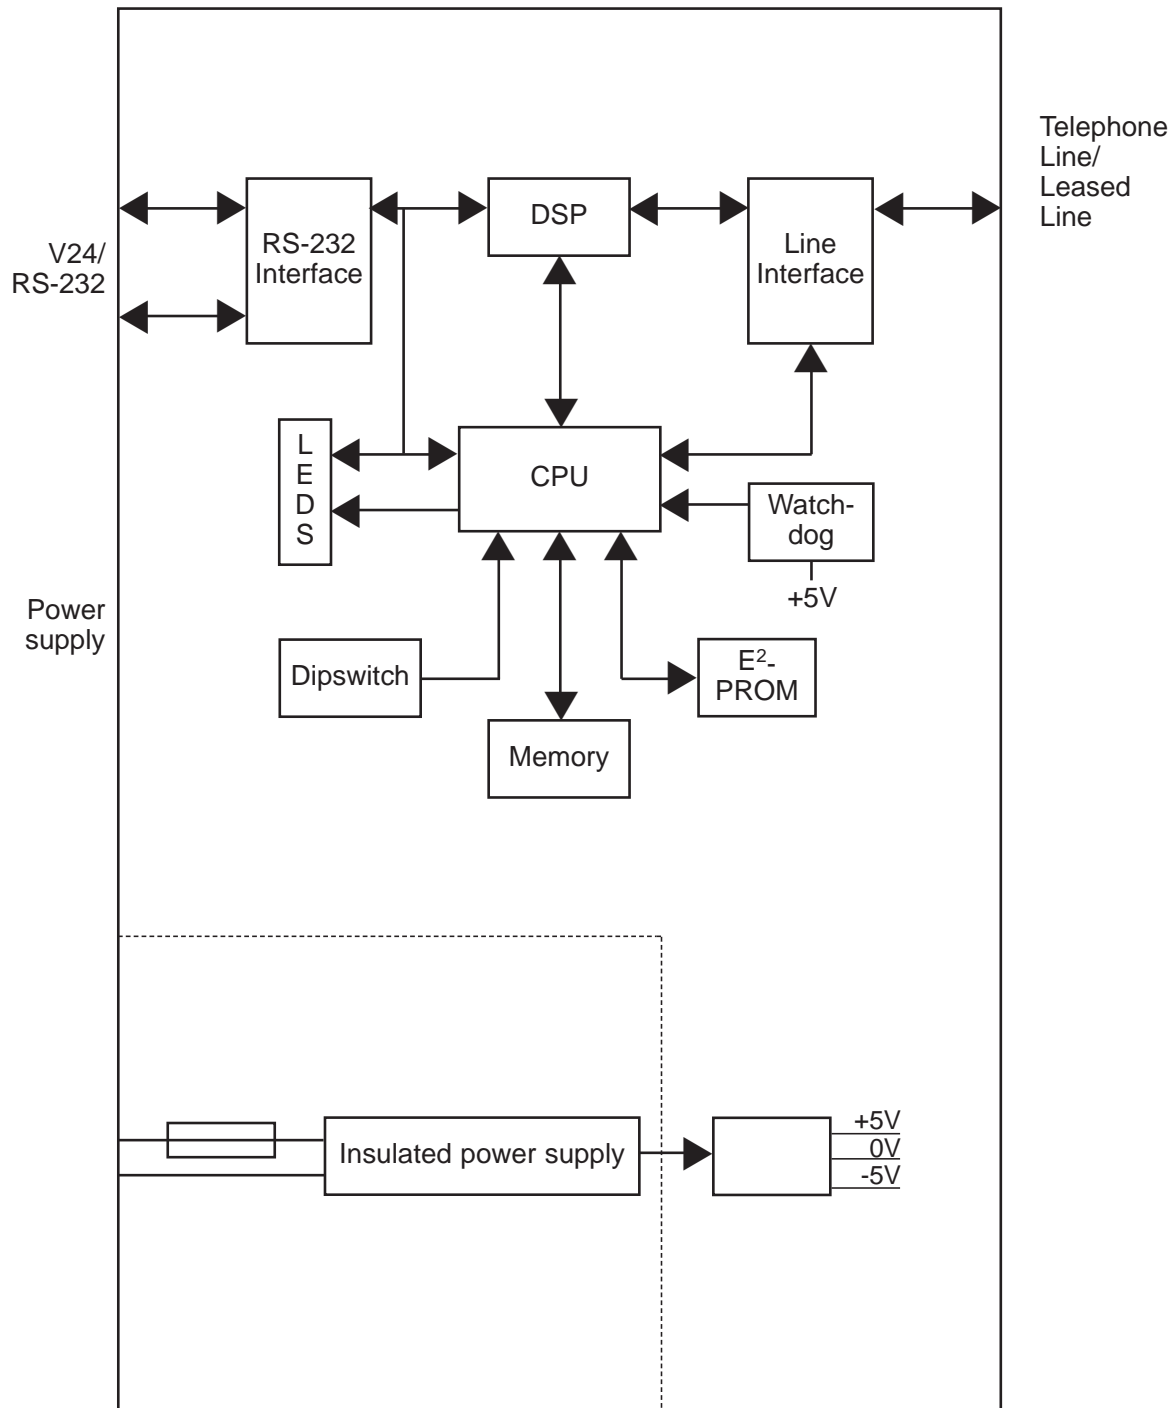 Telephone
Line/
Leased
Line
V24/
RS-232
RS-232
Interface
DSP
Line
Interface
L
E
D
S
CPU
Watch-
dog
+5V
Power
supply
Dipswitch
E²-
PROM
Memory
Insulated power supply
+5V
0V
-5V